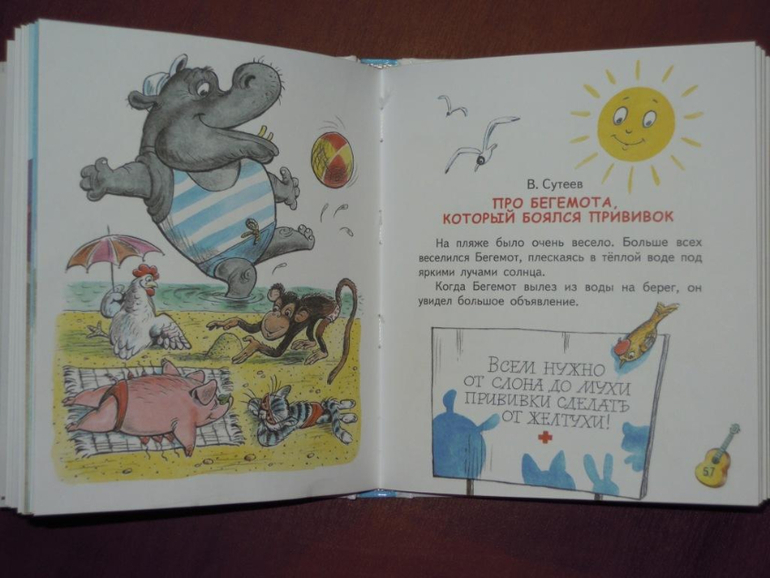 В. Сутеев
ПРО БЕГЕМОТА,
КОТОРЫЙ БОЯЛСЯ ПРИВИВОК
На пляже было очень весело. Больше всех
веселился Бегемот, плескаясь в тёплой воде под
яркими лучами солнца.
Когда Бегемот вылез из воды на берег, он
увидел большое объявление.
ВСЕМ НУЖНО
ОТ СЛОНА ДО МУХИ
ПРИВИВКИ СДЕЛАТЬ
ОТ ЖЕЛТУХИ!
57